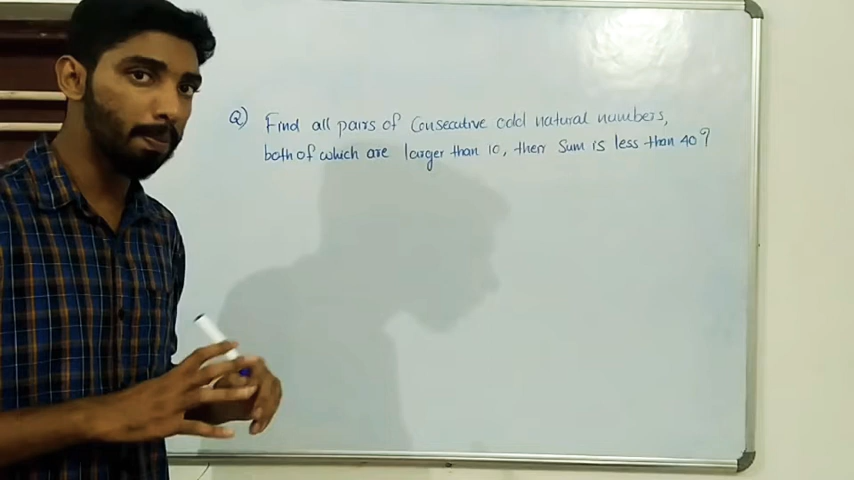 Q) Find all pairs of Consecutive odd natural numbers,
both of which are larger than 10, their Sum is less than 40?